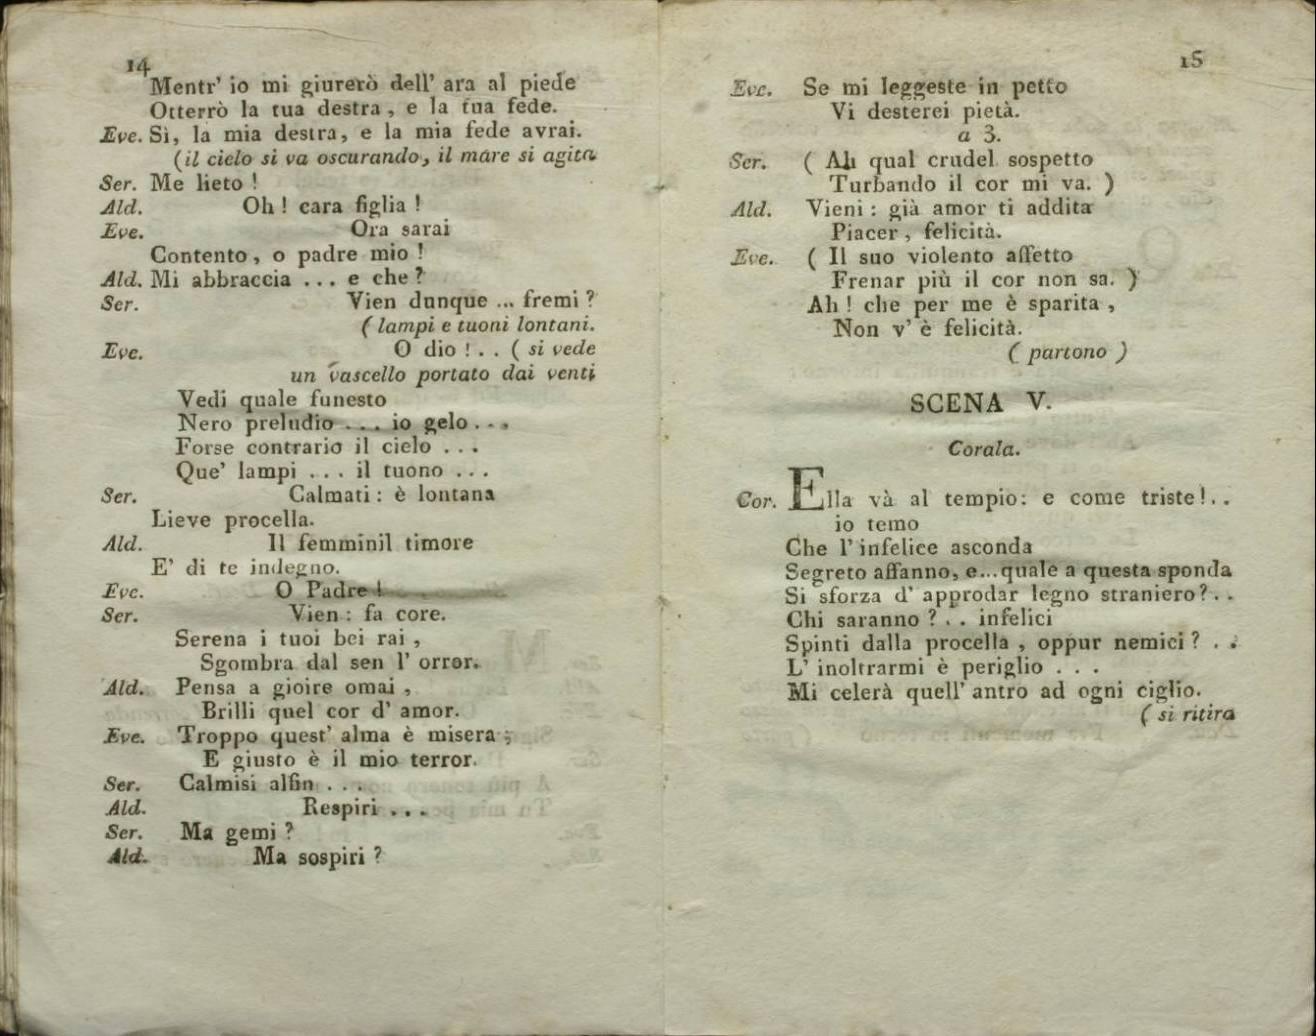 14
Mentr' io mi giurerò dell' ara al piede
Otterrò la tua destra, e la tua fede.
Eve. Sì, la mia destra, e la mia fede avrai.
(il cielo si va oscurando, il mare si agita
Ser. Me lieto!
Ald. Oh! cara figlia!
Eve. Ora sarai
Contento, o padre mio!
Ald. Mi abbraccia ... e che?
Ser. Vien dunque ... fremi?
(lampi e tuoni lontani.
Eve. O dio!.. (si vede
un vascello portato dai venti
Vedi quale funesto
Nero preludio ... io gelo...
Forse contrario il cielo ...
Que' lampi ... il tuono ...
Ser. Calmati: è lontana
Lieve procella.
Ald. Il femminil timore
E' di te indegno.
Eve. O Padre!
Ser. Vien: fa core.
Serena i tuoi bei rai,
Sgombra dal sen l' orror.
Ald. Pensa a gioire omai,
Brilli quel cor d' amor.
Eve. Troppo quest' alma è misera;
E giusto è il mio terror.
Ser. Calmisi alfin ...
Ald. Respiri ...
Ser. Ma gemi?
Ald. Ma sospiri?
15
Eve. Se mi leggeste in petto
Vi desterei pietà.
a 3.
Ser. (Ah qual crudel sospetto
Turbando il cor mi va.)
Ald. Vieni: già amor ti addita
Piacer, felicità.
Eve. (Il suo violento affetto
Frenar più il cor non sa.)
Ah! che per me è sparita,
Non v' è felicità.
(partono)
SCENA V.
Corala.
Cor. Ella và al tempio: e come triste!..
io temo
Che l' infelice asconda
Segreto affanno, e...quale a questa sponda
Si sforza d' approdar legno straniero?..
Chi saranno?.. infelici
Spinti dalla procella, oppur nemici?..
L' inoltrarmi è periglio ...
Mi celerà quell' antro ad ogni ciglio.
(si ritira